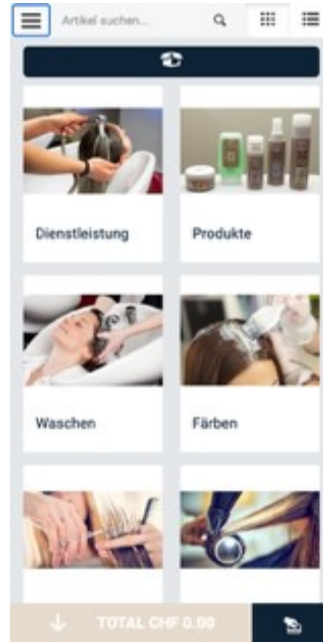 Artikel suchen...
Dienstleistung
Produkte
Waschen
Färben
TOTAL CHF 0.00